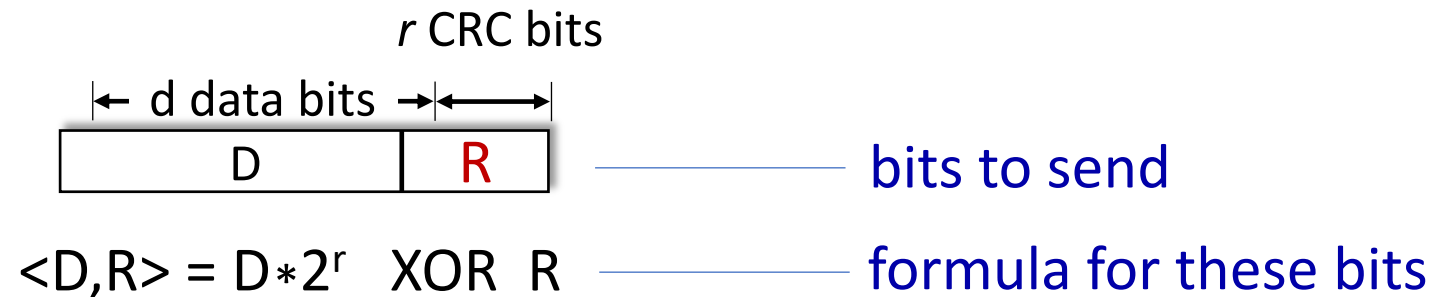 r CRC bits
d data bits
D R bits to send
<D,R> = D*2ʳ XOR R formula for these bits